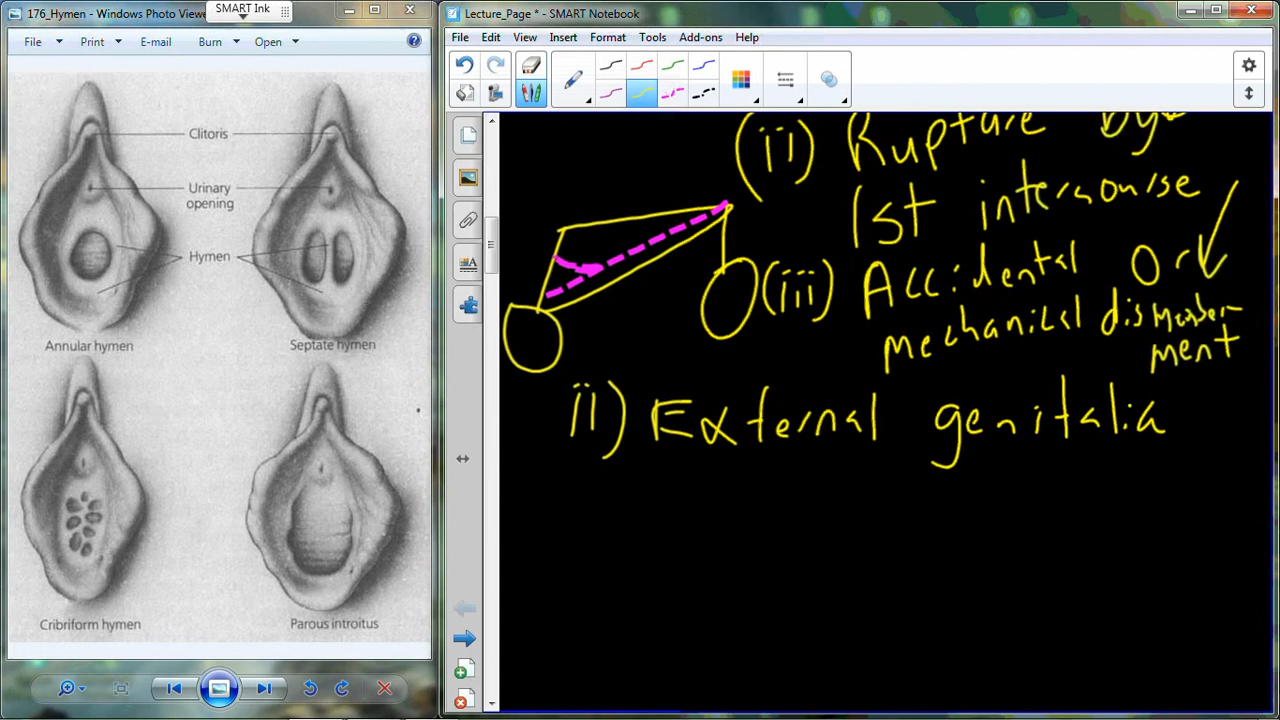 176_Hymen - Windows Photo Viewe
SMART Ink
File
Print
E-mail
Burn
Open
Clitoris
Urinary
opening
Hymen
Annular hymen
Septate hymen
Cribriform hymen
Parous introitus
Lecture_Page * - SMART Notebook
File Edit View Insert Format Tools Add-ons Help
(ii) Rupture by
1st intercourse
(iii) Accidental Or
mechanical dismember-
ment
ii) External genitalia